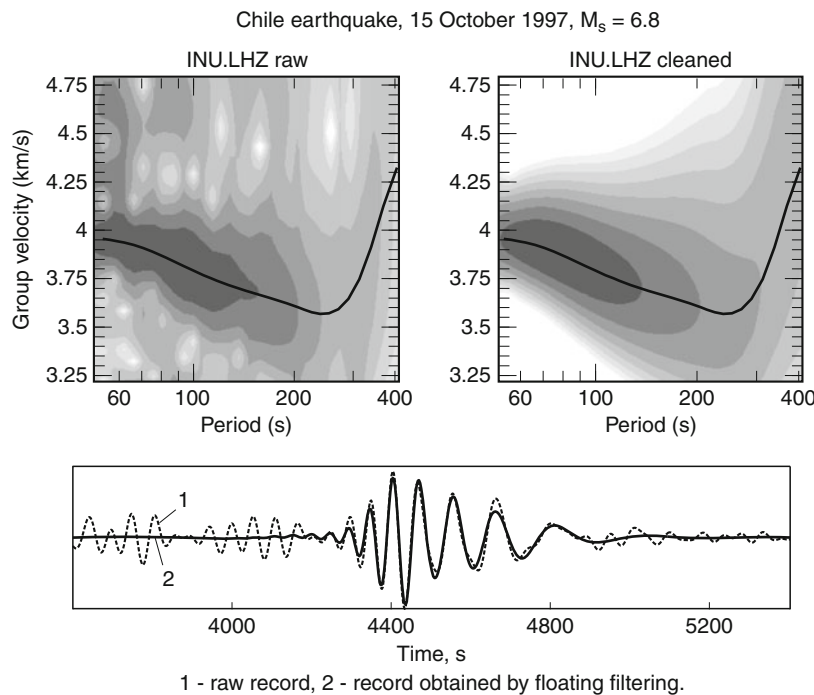 Chile earthquake, 15 October 1997, Ms = 6.8
INU.LHZ raw
INU.LHZ cleaned
Group velocity (km/s)
4.75
4.5
4.25
4
3.75
3.5
3.25
60 100 200 400
Period (s)
4.75
4.5
4.25
4
3.75
3.5
3.25
60 100 200 400
Period (s)
1
2
4000 4400 4800 5200
Time, s
1 - raw record, 2 - record obtained by floating filtering.